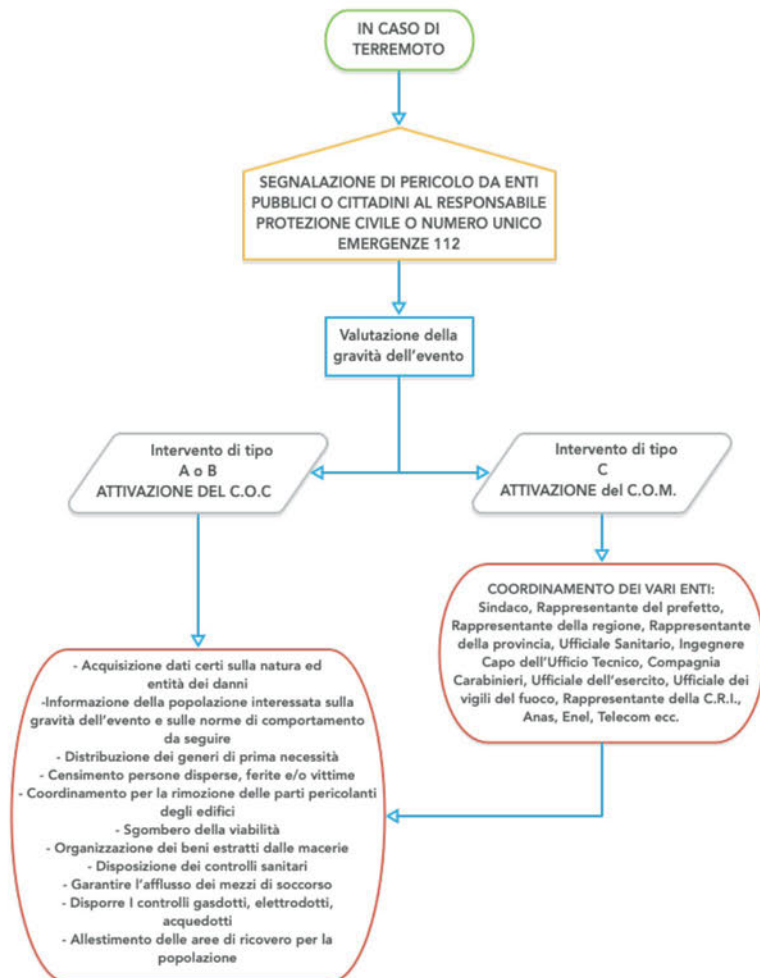 IN CASO DI
TERREMOTO
SEGNALAZIONE DI PERICOLO DA ENTI
PUBBLICI O CITTADINI AL RESPONSABILE
PROTEZIONE CIVILE O NUMERO UNICO
EMERGENZE 112
Valutazione della
gravità dell'evento
Intervento di tipo
A o B
ATTIVAZIONE DEL C.O.C
Intervento di tipo
C
ATTIVAZIONE del C.O.M.
COORDINAMENTO DEI VARI ENTI:
Sindaco, Rappresentante del prefetto,
Rappresentante della regione, Rappresentante
della provincia, Ufficiale Sanitario, Ingegnere
Capo dell'Ufficio Tecnico, Compagnia
Carabinieri, Ufficiale dell'esercito, Ufficiale dei
vigili del fuoco, Rappresentante della C.R.I.,
Anas, Enel, Telecom ecc.
- Acquisizione dati certi sulla natura ed
entità dei danni
-Informazione della popolazione interessata sulla
gravità dell'evento e sulle norme di comportamento
da seguire
- Distribuzione dei generi di prima necessità
- Censimento persone disperse, ferite e/o vittime
- Coordinamento per la rimozione delle parti pericolanti
degli edifici
- Sgombero della viabilità
- Organizzazione dei beni estratti dalle macerie
- Disposizione dei controlli sanitari
- Garantire l'afflusso dei mezzi di soccorso
- Disporre I controlli gasdotti, elettrodotti,
acquedotti
- Allestimento delle aree di ricovero per la
popolazione